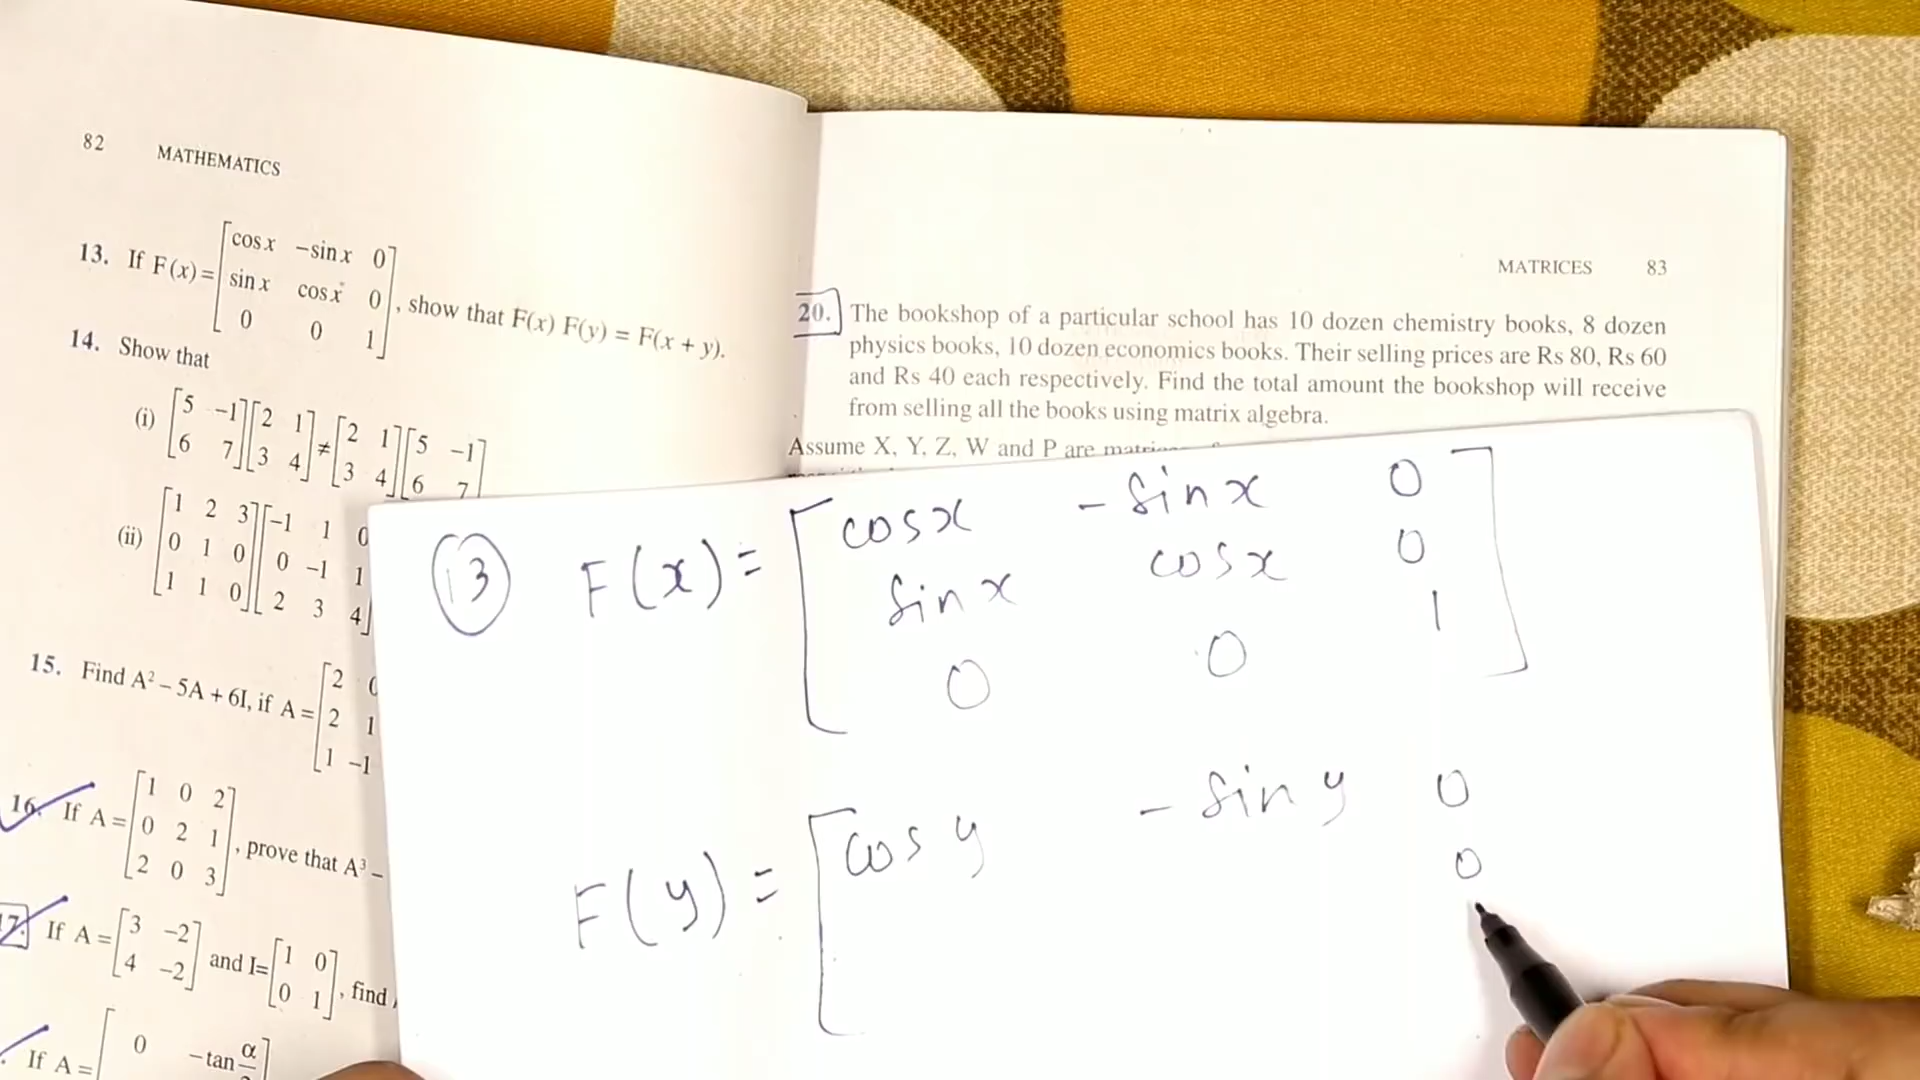 82 MATHEMATICS
13. If F(x) = [cos x −sin x 0
sin x cos x 0
0 0 1], show that F(x) F(y) = F(x + y).
14. Show that
(i) [5 −1
6 7] [2 1
3 4] ≠ [2 1
3 4] [5 −1
6 7]
(ii) [1 2 3
0 1 0
1 1 0] [−1 1 0
0 −1 1
2 3 4]
15. Find A² – 5A + 6I, if A = [2 0
2 1
1 −1
16. If A = [1 0 2
0 2 1
2 0 3], prove that A³ –
17. If A = [3 −2
4 −2] and I = [1 0
0 1], find
If A = [0 −tan α
MATRICES 83
20. The bookshop of a particular school has 10 dozen chemistry books, 8 dozen
physics books, 10 dozen economics books. Their selling prices are Rs 80, Rs 60
and Rs 40 each respectively. Find the total amount the bookshop will receive
from selling all the books using matrix algebra.
Assume X, Y, Z, W and P are
13 F(x) = [cos x - sin x 0
sin x cos x 0
0 0 1]
F(y) = [cos y - sin y 0
0